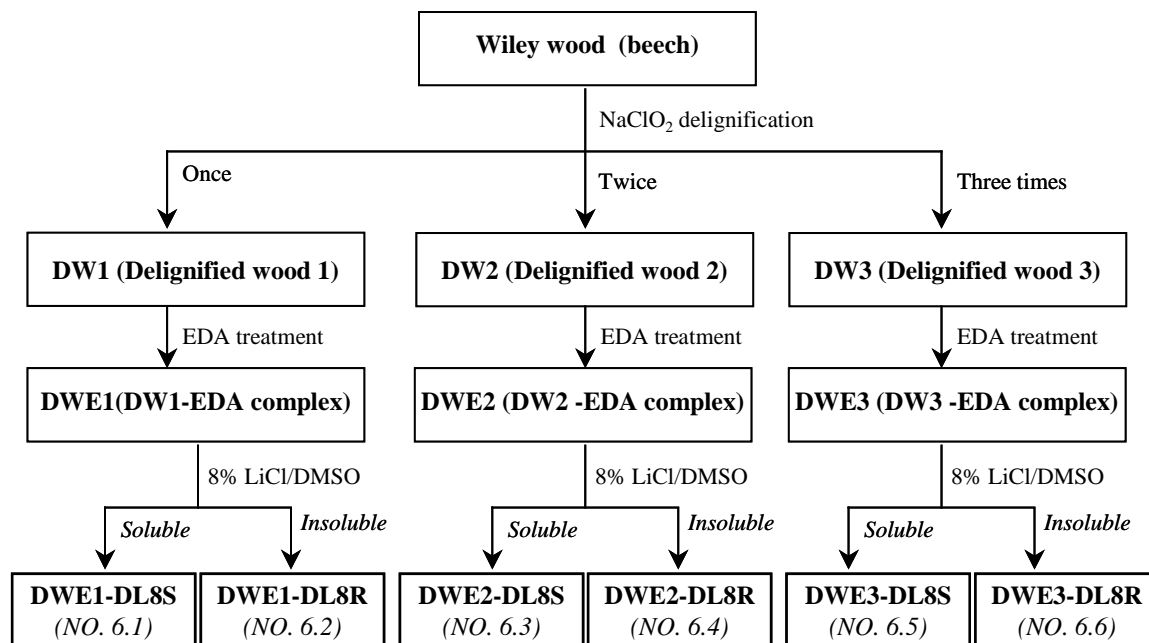 Wiley wood (beech)
NaClO₂ delignification
Once
Twice
Three times
DW1 (Delignified wood 1)
DW2 (Delignified wood 2)
DW3 (Delignified wood 3)
EDA treatment
EDA treatment
EDA treatment
DWE1(DW1-EDA complex)
DWE2 (DW2 -EDA complex)
DWE3 (DW3 -EDA complex)
8% LiCl/DMSO
8% LiCl/DMSO
8% LiCl/DMSO
Soluble
Insoluble
Soluble
Insoluble
Soluble
Insoluble
DWE1-DL8S
(NO. 6.1)
DWE1-DL8R
(NO. 6.2)
DWE2-DL8S
(NO. 6.3)
DWE2-DL8R
(NO. 6.4)
DWE3-DL8S
(NO. 6.5)
DWE3-DL8R
(NO. 6.6)